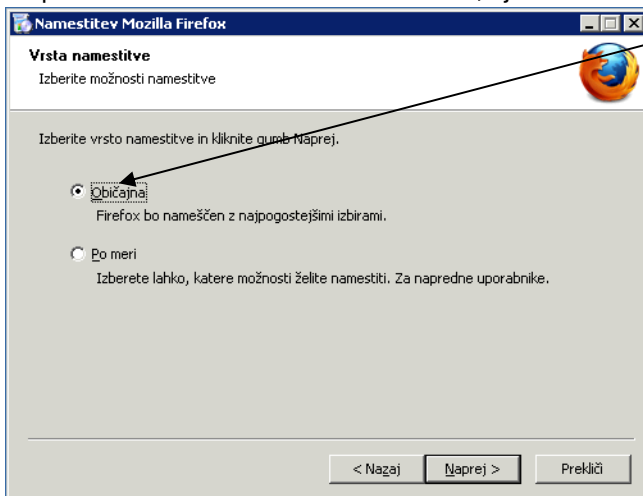 Namestitev Mozilla Firefox
Vrsta namestitve
Izberite možnosti namestitve
Izberite vrsto namestitve in kliknite gumb Naprej.
Običajna
Firefox bo nameščen z najpogostejšimi izbirami.
Po meri
Izberete lahko, katere možnosti želite namestiti. Za napredne uporabnike.
< Nazaj Naprej > Prekliči